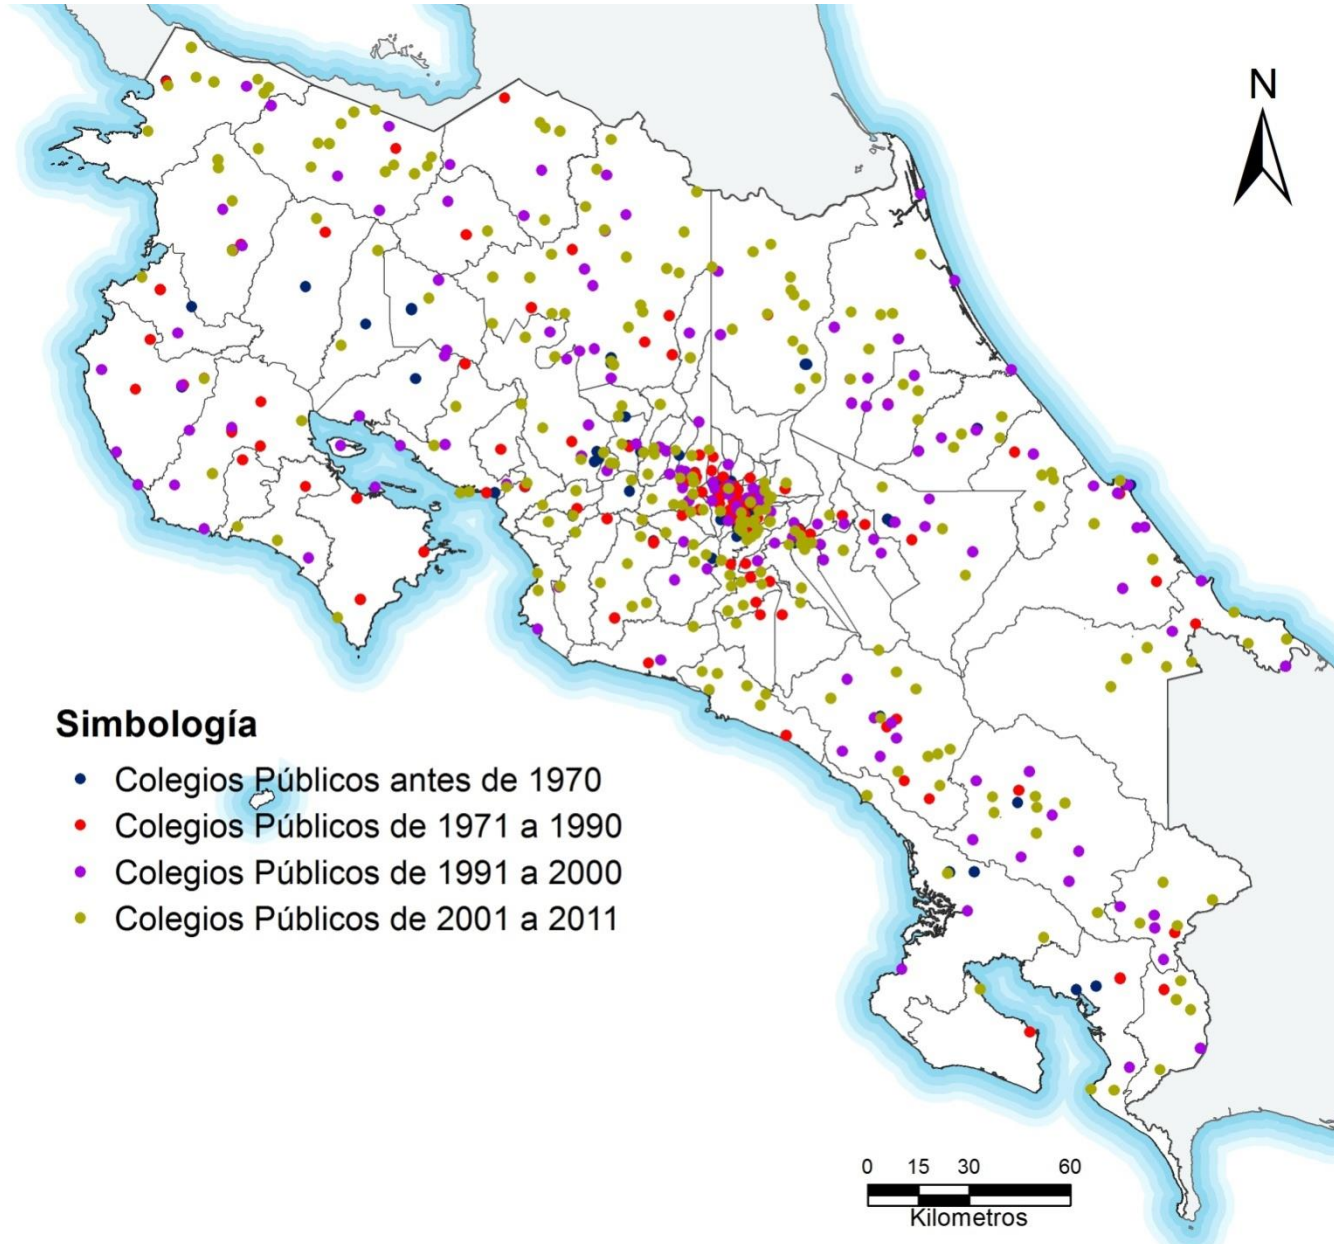 N
Simbología
Colegios Públicos antes de 1970
Colegios Públicos de 1971 a 1990
Colegios Públicos de 1991 a 2000
Colegios Públicos de 2001 a 2011
0 15 30 60
Kilometros